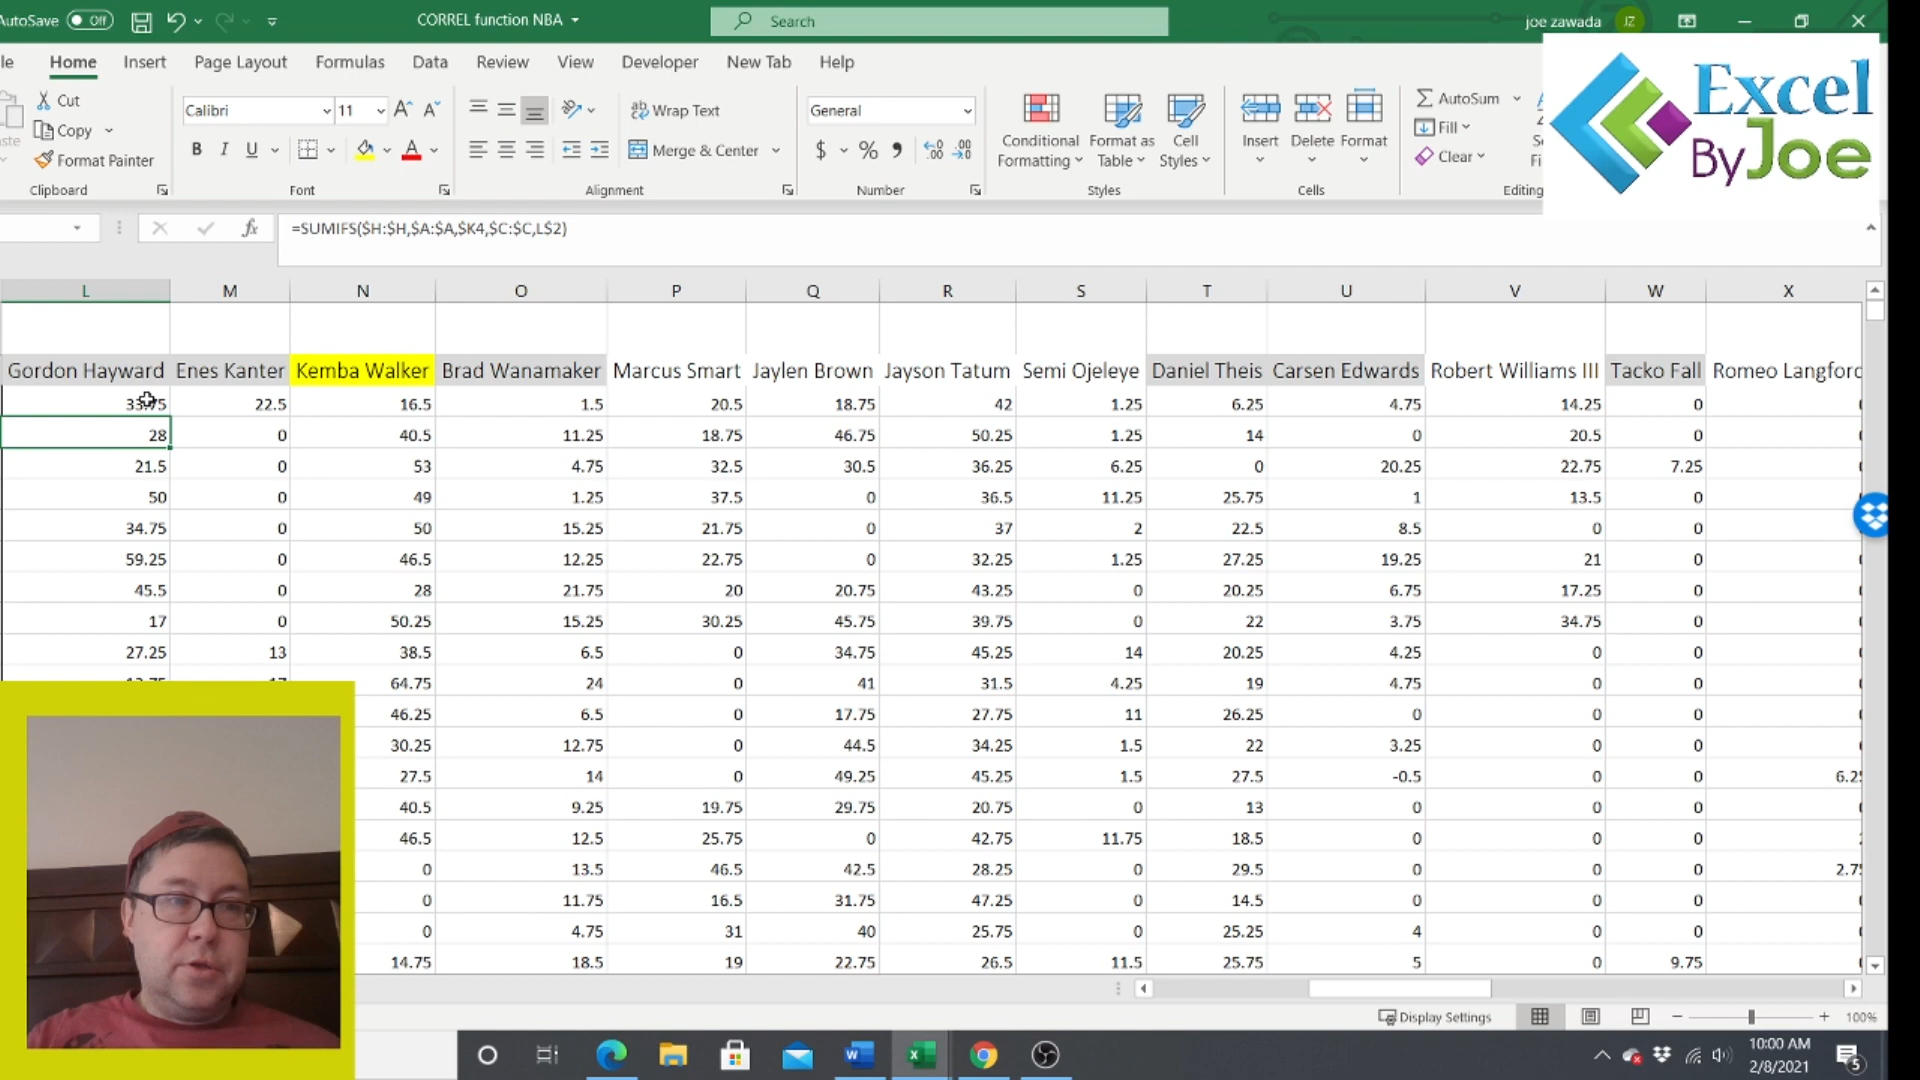 AutoSave Off CORREL function NBA Search joe zawada JZ
Home Insert Page Layout Formulas Data Review View Developer New Tab Help
Excel
ByJoe
Cut
Copy
Format Painter
Clipboard
Calibri 11
B I U
Font
Wrap Text
Merge & Center
Alignment
General
$ %
Number
Conditional Formatting
Format as Table
Cell Styles
Styles
Insert
Delete
Format
Cells
AutoSum
Fill
Clear
Editing
fx =SUMIFS($H:$H,$A:$A,$K4,$C:$C,L$2)
L M N O P Q R S T U V W X
Gordon Hayward Enes Kanter Kemba Walker Brad Wanamaker Marcus Smart Jaylen Brown Jayson Tatum Semi Ojeleye Daniel Theis Carsen Edwards Robert Williams III Tacko Fall Romeo Langford
33.75 22.5 16.5 1.5 20.5 18.75 42 1.25 6.25 4.75 14.25 0
28 0 40.5 11.25 18.75 46.75 50.25 1.25 14 0 20.5 0
21.5 0 53 4.75 32.5 30.5 36.25 6.25 0 20.25 22.75 7.25
50 0 49 1.25 37.5 0 36.5 11.25 25.75 1 13.5 0
34.75 0 50 15.25 21.75 0 37 2 22.5 8.5 0 0
59.25 0 46.5 12.25 22.75 0 32.25 1.25 27.25 19.25 21 0
45.5 0 28 21.75 20 20.75 43.25 0 20.25 6.75 17.25 0
17 0 50.25 15.25 30.25 45.75 39.75 0 22 3.75 34.75 0
27.25 13 38.5 6.5 0 34.75 45.25 14 20.25 4.25 0 0
64.75 24 0 41 31.5 4.25 19 4.75 0 0
46.25 6.5 0 17.75 27.75 11 26.25 0 0 0
30.25 12.75 0 44.5 34.25 1.5 22 3.25 0 0
27.5 14 0 49.25 45.25 1.5 27.5 -0.5 0 0 6.25
40.5 9.25 19.75 29.75 20.75 0 13 0 0 0
46.5 12.5 25.75 0 42.75 11.75 18.5 0 0 0
0 13.5 46.5 42.5 28.25 0 29.5 0 0 0 2.75
0 11.75 16.5 31.75 47.25 0 14.5 0 0 0
0 4.75 31 40 25.75 0 25.25 4 0 0
14.75 18.5 19 22.75 26.5 11.5 25.75 5 0 9.75
Display Settings 100%
10:00 AM
2/8/2021
5